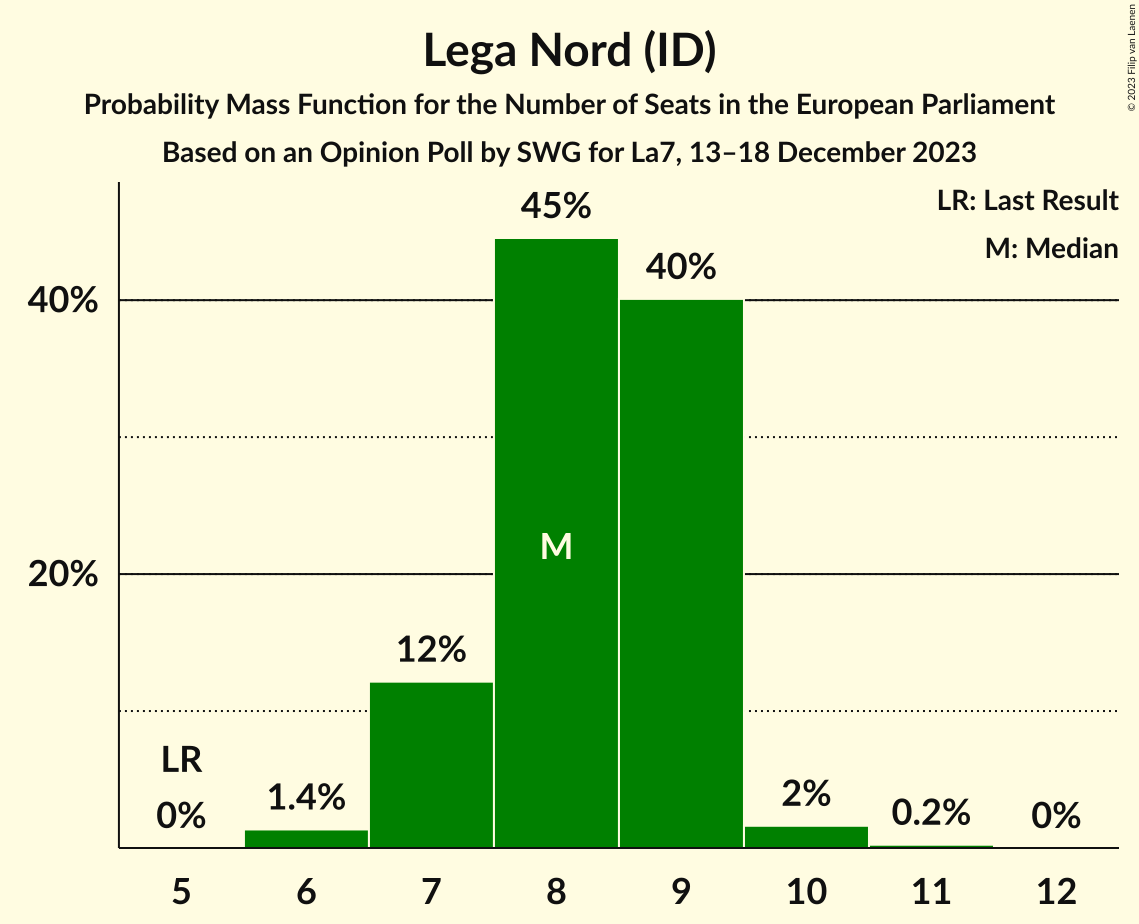 Lega Nord (ID)
Probability Mass Function for the Number of Seats in the European Parliament
Based on an Opinion Poll by SWG for La7, 13–18 December 2023
© 2023 Filip van Laenen
LR: Last Result
M: Median
45%
40%
40%
M
20%
12%
LR
0%
1.4%
2%
0.2%
0%
5 6 7 8 9 10 11 12